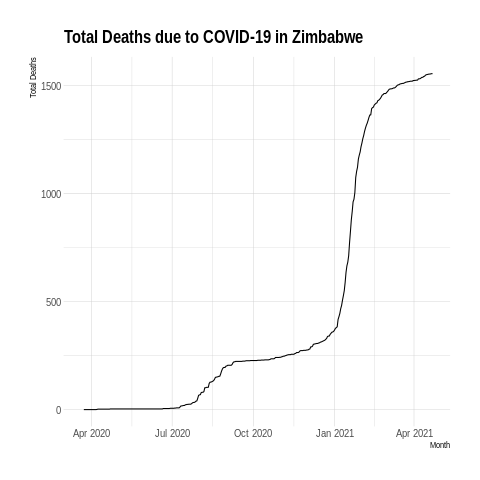 Total Deaths due to COVID-19 in Zimbabwe
Total Deaths
1500
1000
500
0
Apr 2020 Jul 2020 Oct 2020 Jan 2021 Apr 2021
Month